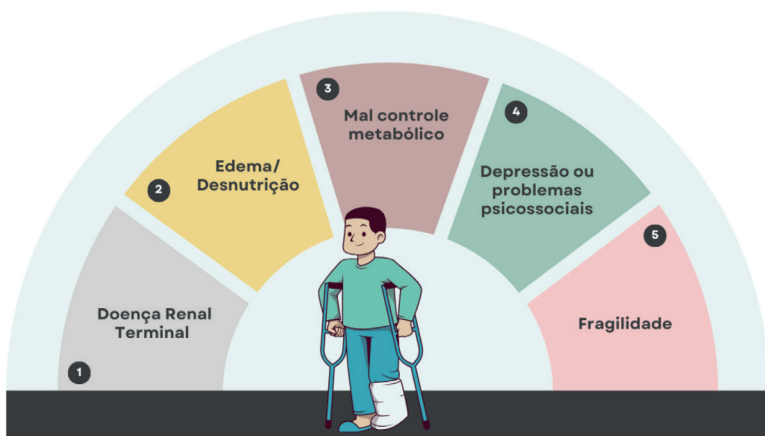 1
Doença Renal
Terminal
2
Edema/
Desnutrição
3
Mal controle
metabólico
4
Depressão ou
problemas
psicossociais
5
Fragilidade